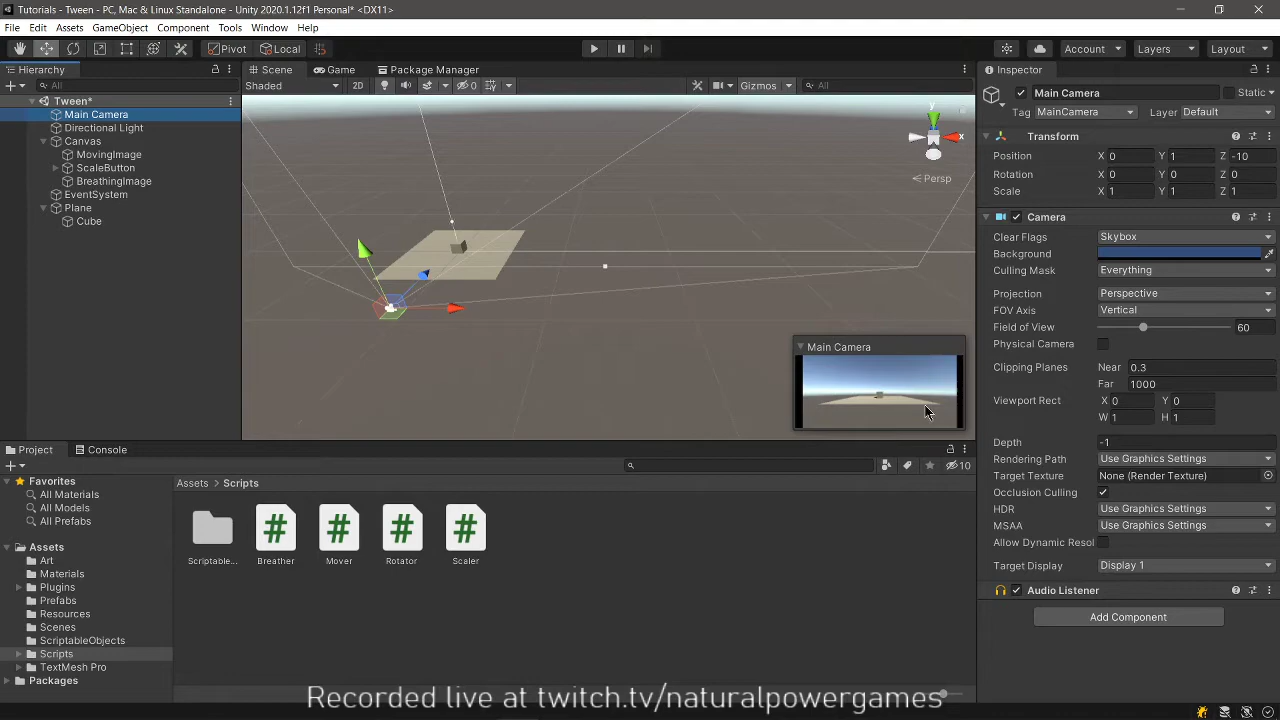 Tutorials - Tween - PC, Mac & Linux Standalone - Unity 2020.1.12f1 Personal* <DX11>
File Edit Assets GameObject Component Tools Window Help
Pivot Local Account Layers Layout
Hierarchy
All
Tween*
Main Camera
Directional Light
Canvas
MovingImage
ScaleButton
BreathingImage
EventSystem
Plane
Cube
Scene Game Package Manager
Shaded 2D 0 Gizmos All
y
x
Persp
Main Camera
Inspector
Main Camera Static
Tag MainCamera Layer Default
Transform
Position X 0 Y 1 Z -10
Rotation X 0 Y 0 Z 0
Scale X 1 Y 1 Z 1
Camera
Clear Flags Skybox
Background
Culling Mask Everything
Projection Perspective
FOV Axis Vertical
Field of View 60
Physical Camera
Clipping Planes Near 0.3
Far 1000
Viewport Rect X 0 Y 0
W 1 H 1
Depth -1
Rendering Path Use Graphics Settings
Target Texture None (Render Texture)
Occlusion Culling
HDR Use Graphics Settings
MSAA Use Graphics Settings
Allow Dynamic Resol
Target Display Display 1
Audio Listener
Add Component
Project Console
10
Favorites
All Materials
All Models
All Prefabs
Assets
Art
Materials
Plugins
Prefabs
Resources
Scenes
ScriptableObjects
Scripts
TextMesh Pro
Packages
Assets Scripts
# # # #
Scriptable... Breather Mover Rotator Scaler
Recorded live at twitch.tv/naturalpowergames